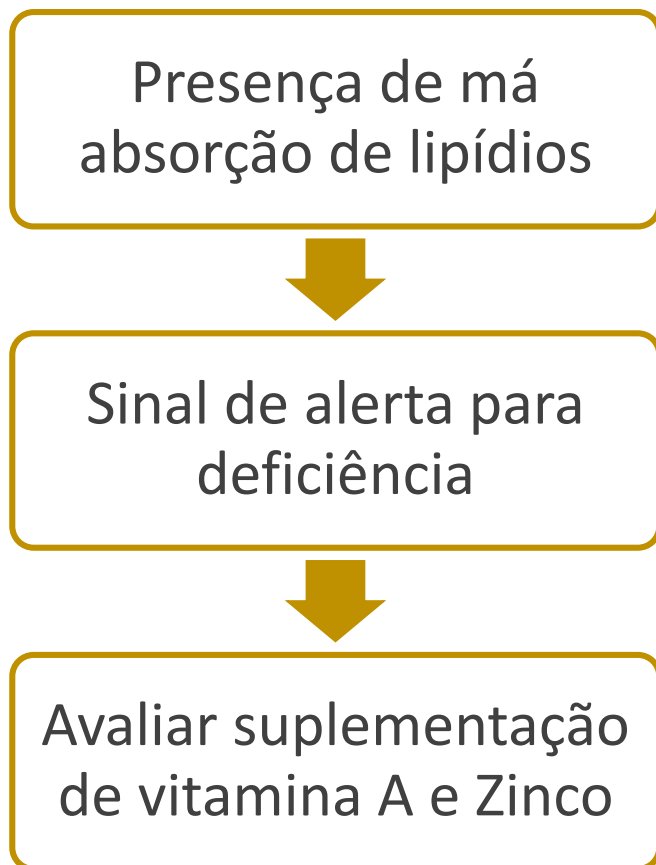 Presença de má
absorção de lipídios
Sinal de alerta para
deficiência
Avaliar suplementação
de vitamina A e Zinco